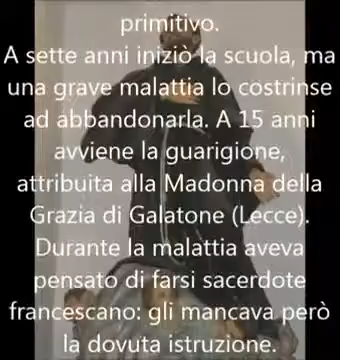 primitivo.
A sette anni iniziò la scuola, ma
una grave malattia lo costrinse
ad abbandonarla. A 15 anni
avviene la guarigione,
attribuita alla Madonna della
Grazia di Galatone (Lecce).
Durante la malattia aveva
pensato di farsi sacerdote
francescano: gli mancava però
la dovuta istruzione.